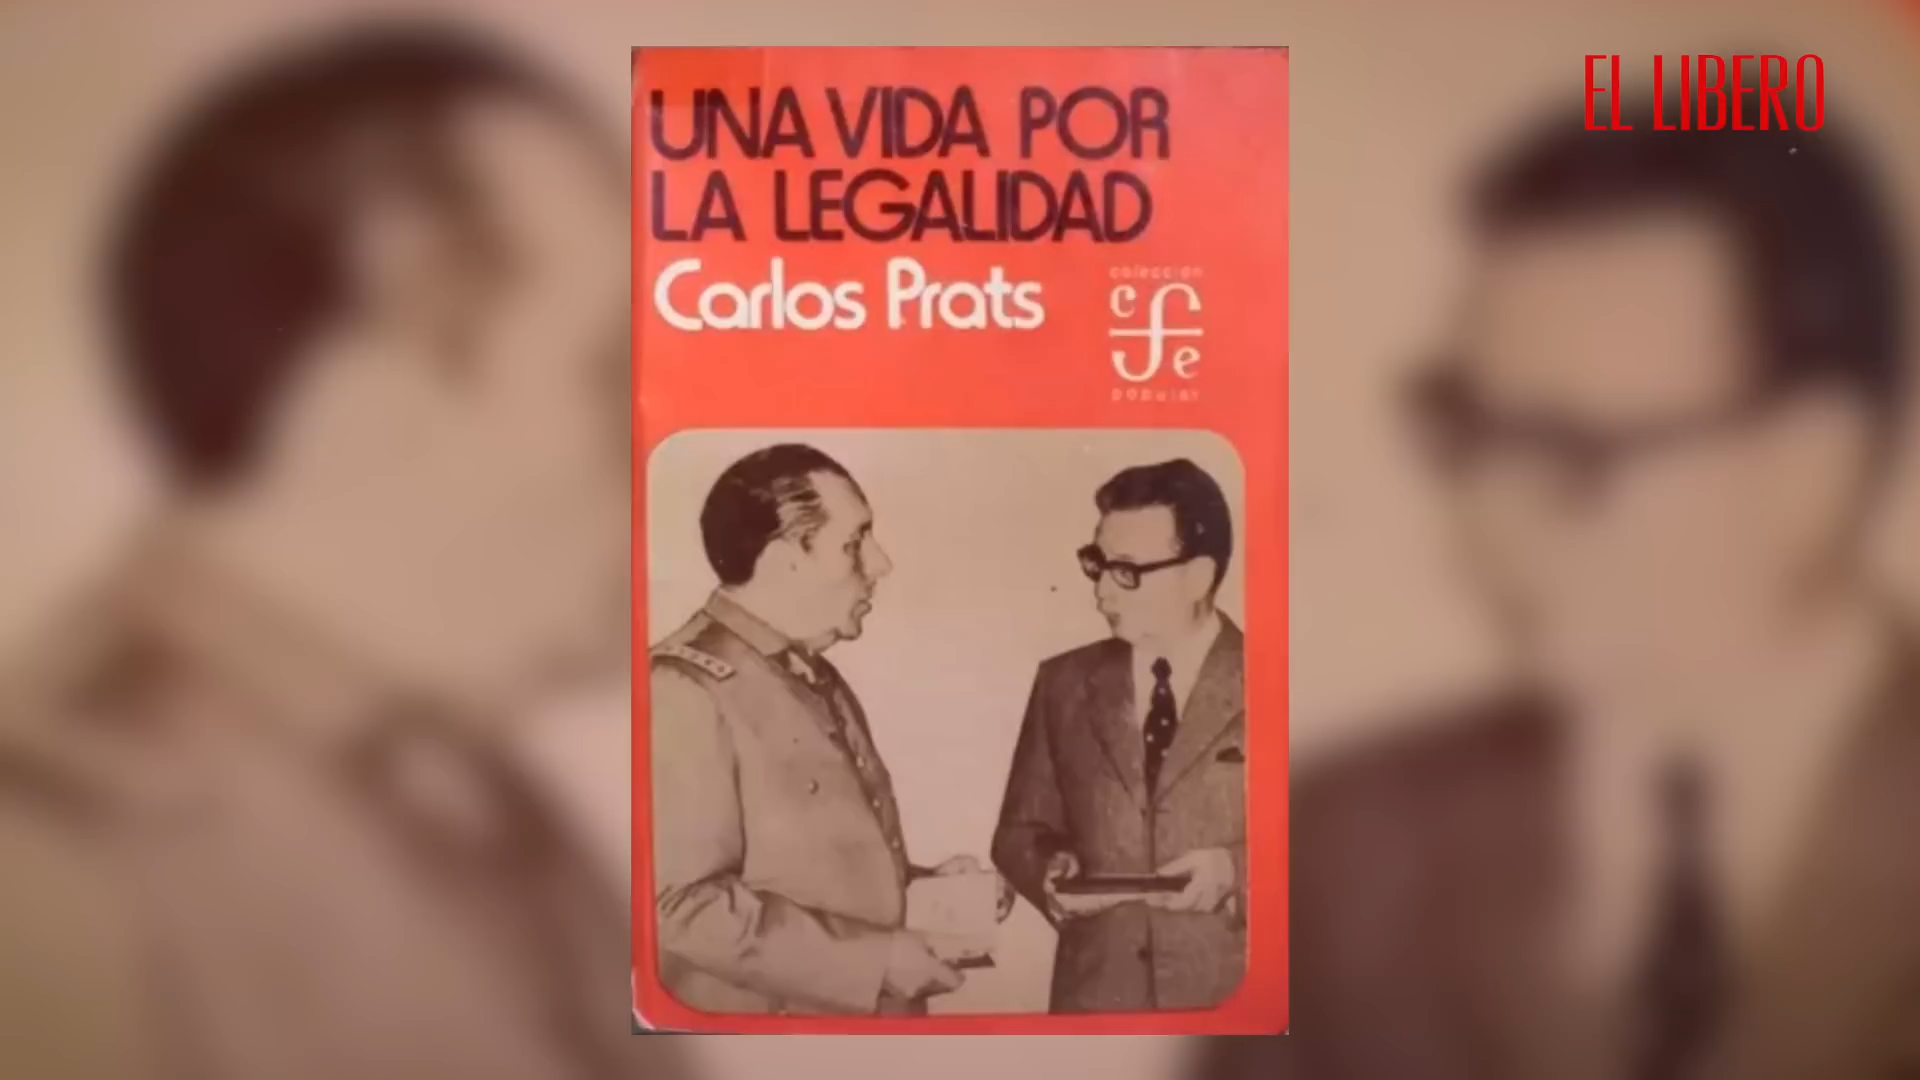 EL LIBERO
UNA VIDA POR
LA LEGALIDAD
Carlos Prats
colección
cfe
popular